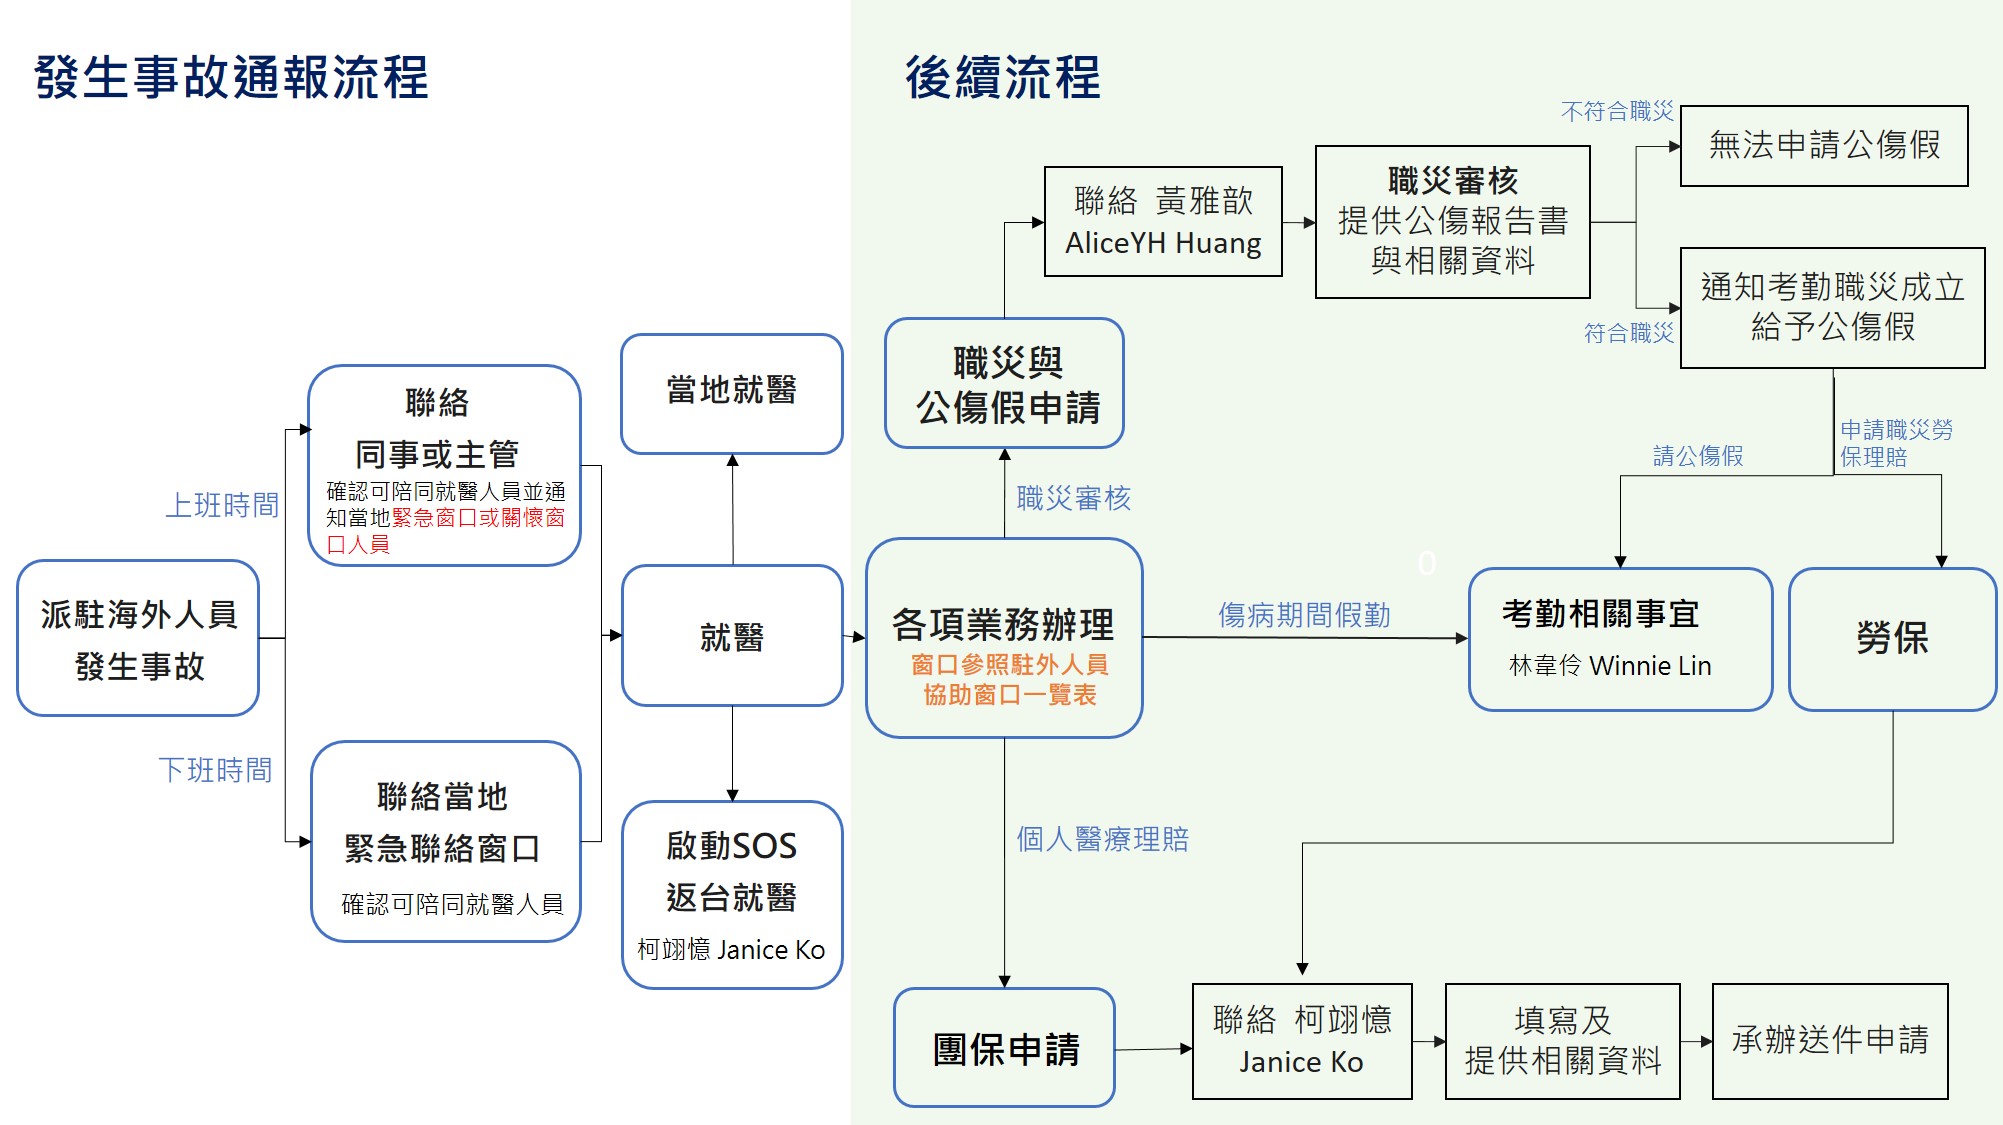 發生事故通報流程
派駐海外人員
發生事故
上班時間
下班時間
聯絡
同事或主管
確認可陪同就醫人員並通
知當地緊急窗口或關懷窗
口人員
聯絡當地
緊急聯絡窗口
確認可陪同就醫人員
當地就醫
就醫
啟動SOS
返台就醫
柯翊憶 Janice Ko
後續流程
各項業務辦理
窗口參照駐外人員
協助窗口一覽表
職災審核
職災與
公傷假申請
聯絡 黃雅歆
AliceYH Huang
職災審核
提供公傷報告書
與相關資料
不符合職災
無法申請公傷假
符合職災
通知考勤職災成立
給予公傷假
請公傷假
申請職災勞
保理賠
0
傷病期間假勤
考勤相關事宜
林韋伶 Winnie Lin
勞保
個人醫療理賠
團保申請
聯絡 柯翊憶
Janice Ko
填寫及
提供相關資料
承辦送件申請